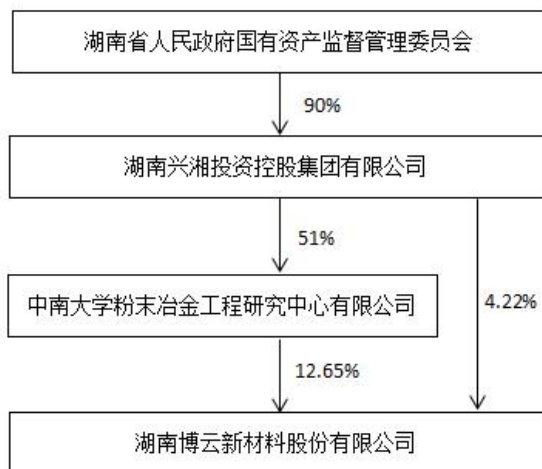 湖南省人民政府国有资产监督管理委员会
90%
湖南兴湘投资控股集团有限公司
51%
中南大学粉末冶金工程研究中心有限公司
4.22%
12.65%
湖南博云新材料股份有限公司